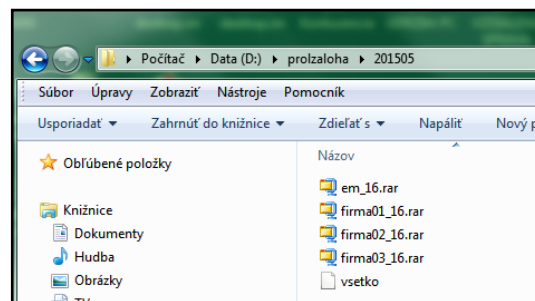 Počítač ▸ Data (D:) ▸ prolzaloha ▸ 201505
Súbor Úpravy Zobraziť Nástroje Pomocník
Usporiadať Zahrnúť do knižnice Zdieľať s Napáliť Nový
Obľúbené položky
Knižnice
Dokumenty
Hudba
Obrázky
Názov
em_16.rar
firma01_16.rar
firma02_16.rar
firma03_16.rar
vsetko